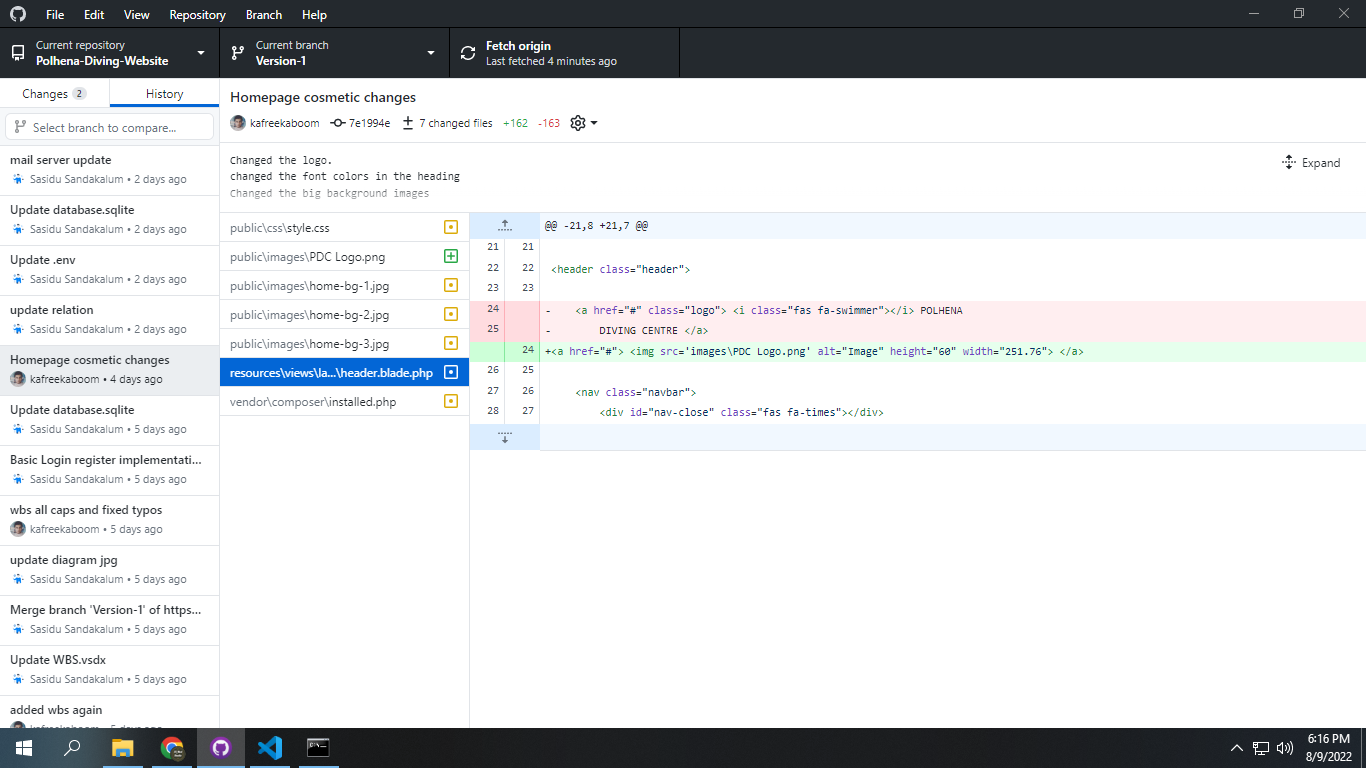 File Edit View Repository Branch Help
Current repository
Polhena-Diving-Website
Current branch
Version-1
Fetch origin
Last fetched 4 minutes ago
Changes 2
History
Select branch to compare...
mail server update
Sasidu Sandakalum • 2 days ago
Update database.sqlite
Sasidu Sandakalum • 2 days ago
Update .env
Sasidu Sandakalum • 2 days ago
update relation
Sasidu Sandakalum • 2 days ago
Homepage cosmetic changes
kafreekaboom • 4 days ago
Update database.sqlite
Sasidu Sandakalum • 5 days ago
Basic Login register implementati...
Sasidu Sandakalum • 5 days ago
wbs all caps and fixed typos
kafreekaboom • 5 days ago
update diagram jpg
Sasidu Sandakalum • 5 days ago
Merge branch 'Version-1' of https...
Sasidu Sandakalum • 5 days ago
Update WBS.vsdx
Sasidu Sandakalum • 5 days ago
added wbs again
kafreekaboom • 5 days ago
Homepage cosmetic changes
kafreekaboom 7e1994e 7 changed files +162 -163
Changed the logo.
changed the font colors in the heading
Changed the big background images
Expand
public\css\style.css
public\images\PDC Logo.png
public\images\home-bg-1.jpg
public\images\home-bg-2.jpg
public\images\home-bg-3.jpg
resources\views\la...\header.blade.php
vendor\composer\installed.php
@@ -21,8 +21,7 @@
21 21
22 22 <header class="header">
23 23
24 - <a href="#" class="logo"> <i class="fas fa-swimmer"></i> POLHENA
25 - DIVING CENTRE </a>
24 +<a href="#"> <img src='images\PDC Logo.png' alt="Image" height="60" width="251.76"> </a>
26 25
27 26 <nav class="navbar">
28 27 <div id="nav-close" class="fas fa-times"></div>
6:16 PM
8/9/2022